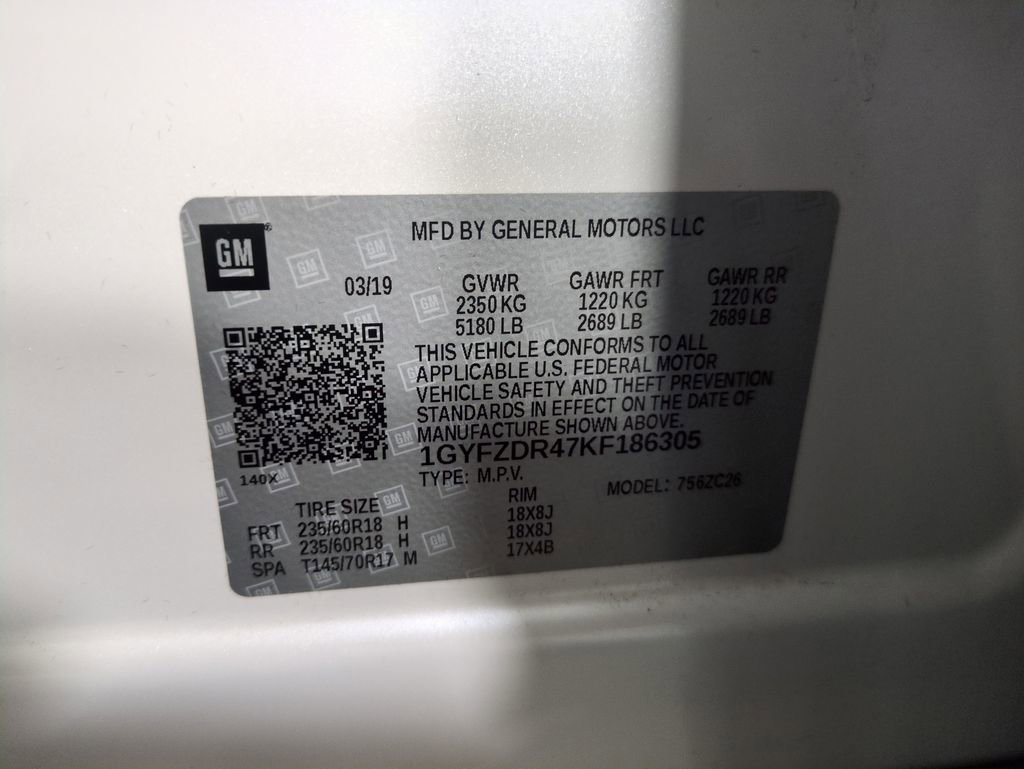 GM
MFD BY GENERAL MOTORS LLC
03/19
GVWR GAWR FRT GAWR RR
2350 KG 1220 KG 1220 KG
5180 LB 2689 LB 2689 LB
THIS VEHICLE CONFORMS TO ALL
APPLICABLE U.S. FEDERAL MOTOR
VEHICLE SAFETY AND THEFT PREVENTION
STANDARDS IN EFFECT ON THE DATE OF
MANUFACTURE SHOWN ABOVE.
1GYFZDR47KF186305
140X
TYPE: M.P.V. MODEL: 756ZC26
TIRE SIZE RIM
FRT 235/60R18 H 18X8J
RR 235/60R18 H 18X8J
SPA T145/70R17 M 17X4B